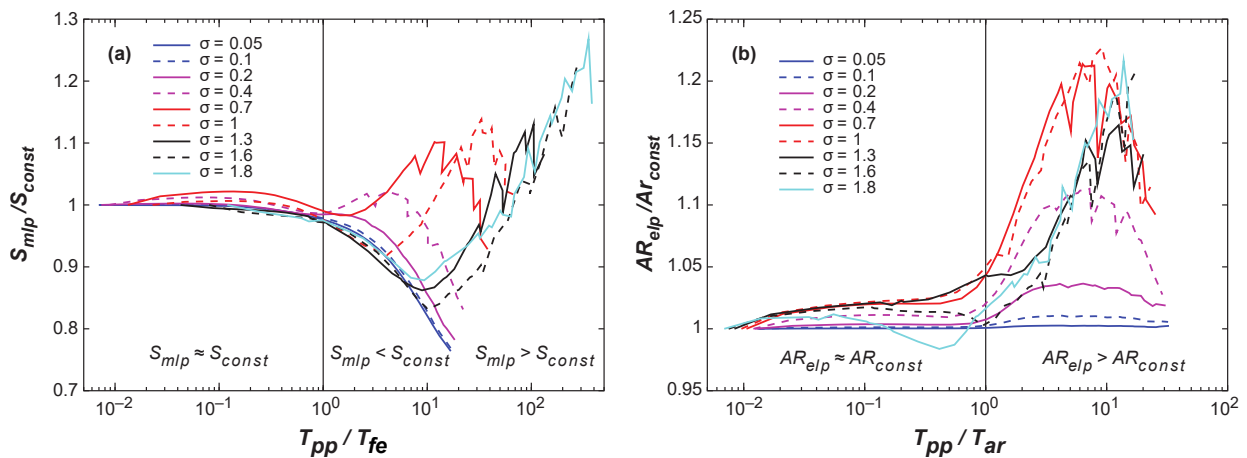 (a)
σ = 0.05
σ = 0.1
σ = 0.2
σ = 0.4
σ = 0.7
σ = 1
σ = 1.3
σ = 1.6
σ = 1.8
1.3
1.2
1.1
1
0.9
0.8
0.7
S_mlp/S_const
S_mlp ≈ S_const
S_mlp < S_const
S_mlp > S_const
10^-2 10^-1 10^0 10^1 10^2
T_pp / T_fe
(b)
σ = 0.05
σ = 0.1
σ = 0.2
σ = 0.4
σ = 0.7
σ = 1
σ = 1.3
σ = 1.6
σ = 1.8
1.25
1.2
1.15
1.1
1.05
1
0.95
AR_elp/Ar_const
AR_elp ≈ AR_const
AR_elp > AR_const
10^-2 10^-1 10^0 10^1 10^2
T_pp / T_ar